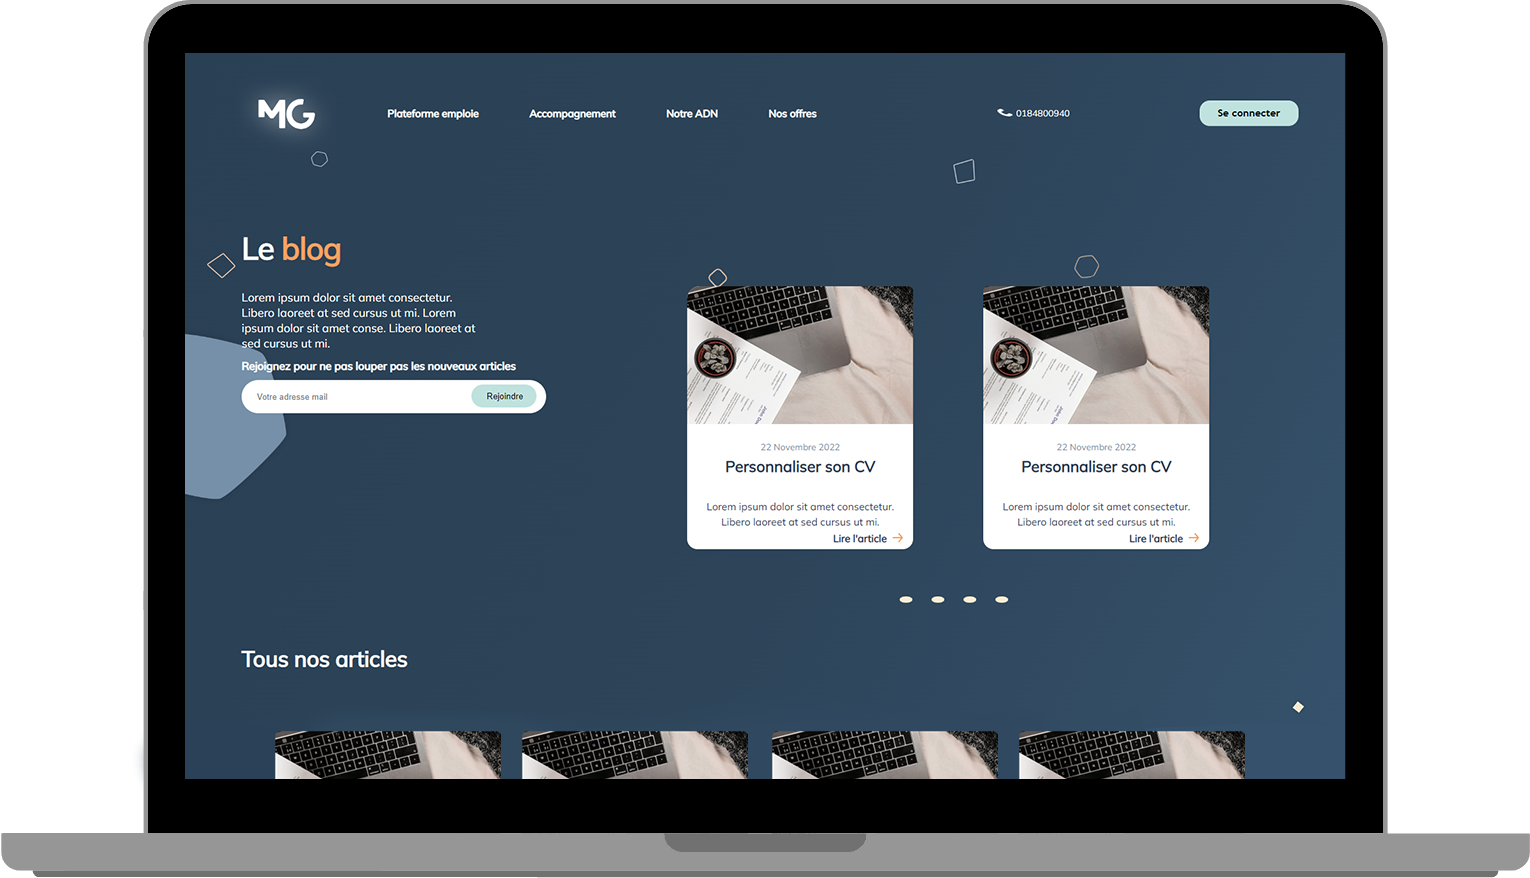 MG
Plateforme emploie
Accompagnement
Notre ADN
Nos offres
0184800940
Se connecter
Le blog
Lorem ipsum dolor sit amet consectetur.
Libero laoreet at sed cursus ut mi. Lorem
ipsum dolor sit amet conse. Libero laoreet at
sed cursus ut mi.
Rejoignez pour ne pas louper pas les nouveaux articles
Votre adresse mail
Rejoindre
22 Novembre 2022
Personnaliser son CV
Lorem ipsum dolor sit amet consectetur.
Libero laoreet at sed cursus ut mi.
Lire l'article
22 Novembre 2022
Personnaliser son CV
Lorem ipsum dolor sit amet consectetur.
Libero laoreet at sed cursus ut mi.
Lire l'article
Tous nos articles